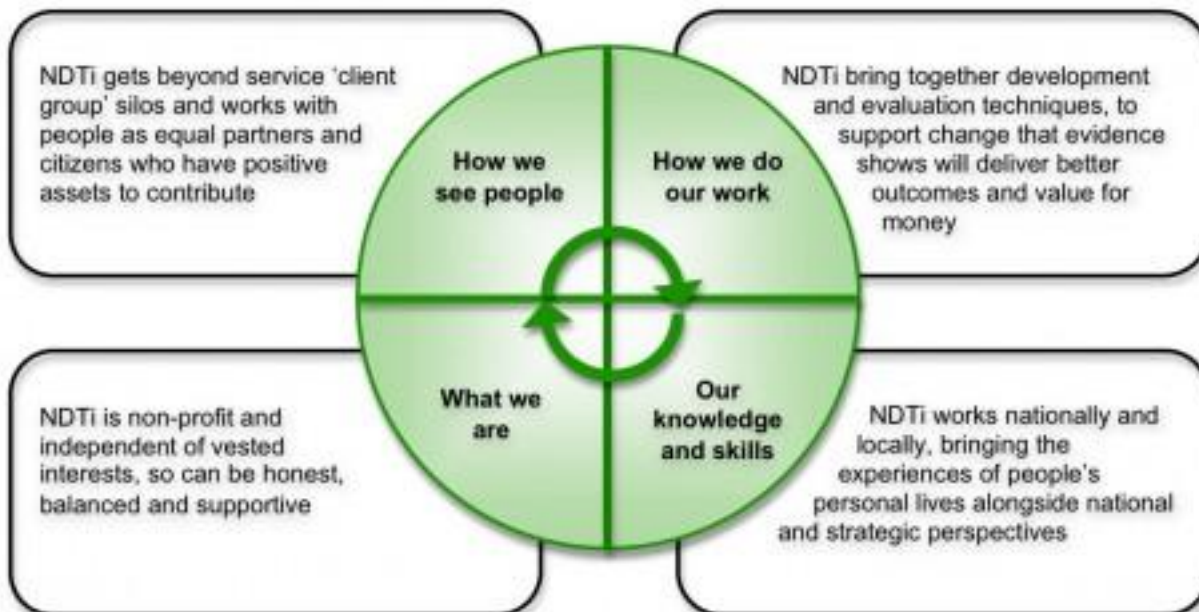 NDTi gets beyond service 'client
group' silos and works with
people as equal partners and
citizens who have positive
assets to contribute
How we
see people
How we do
our work
NDTi bring together development
and evaluation techniques, to
support change that evidence
shows will deliver better
outcomes and value for
money
NDTi is non-profit and
independent of vested
interests, so can be honest,
balanced and supportive
What we
are
Our
knowledge
and skills
NDTi works nationally and
locally, bringing the
experiences of people's
personal lives alongside national
and strategic perspectives